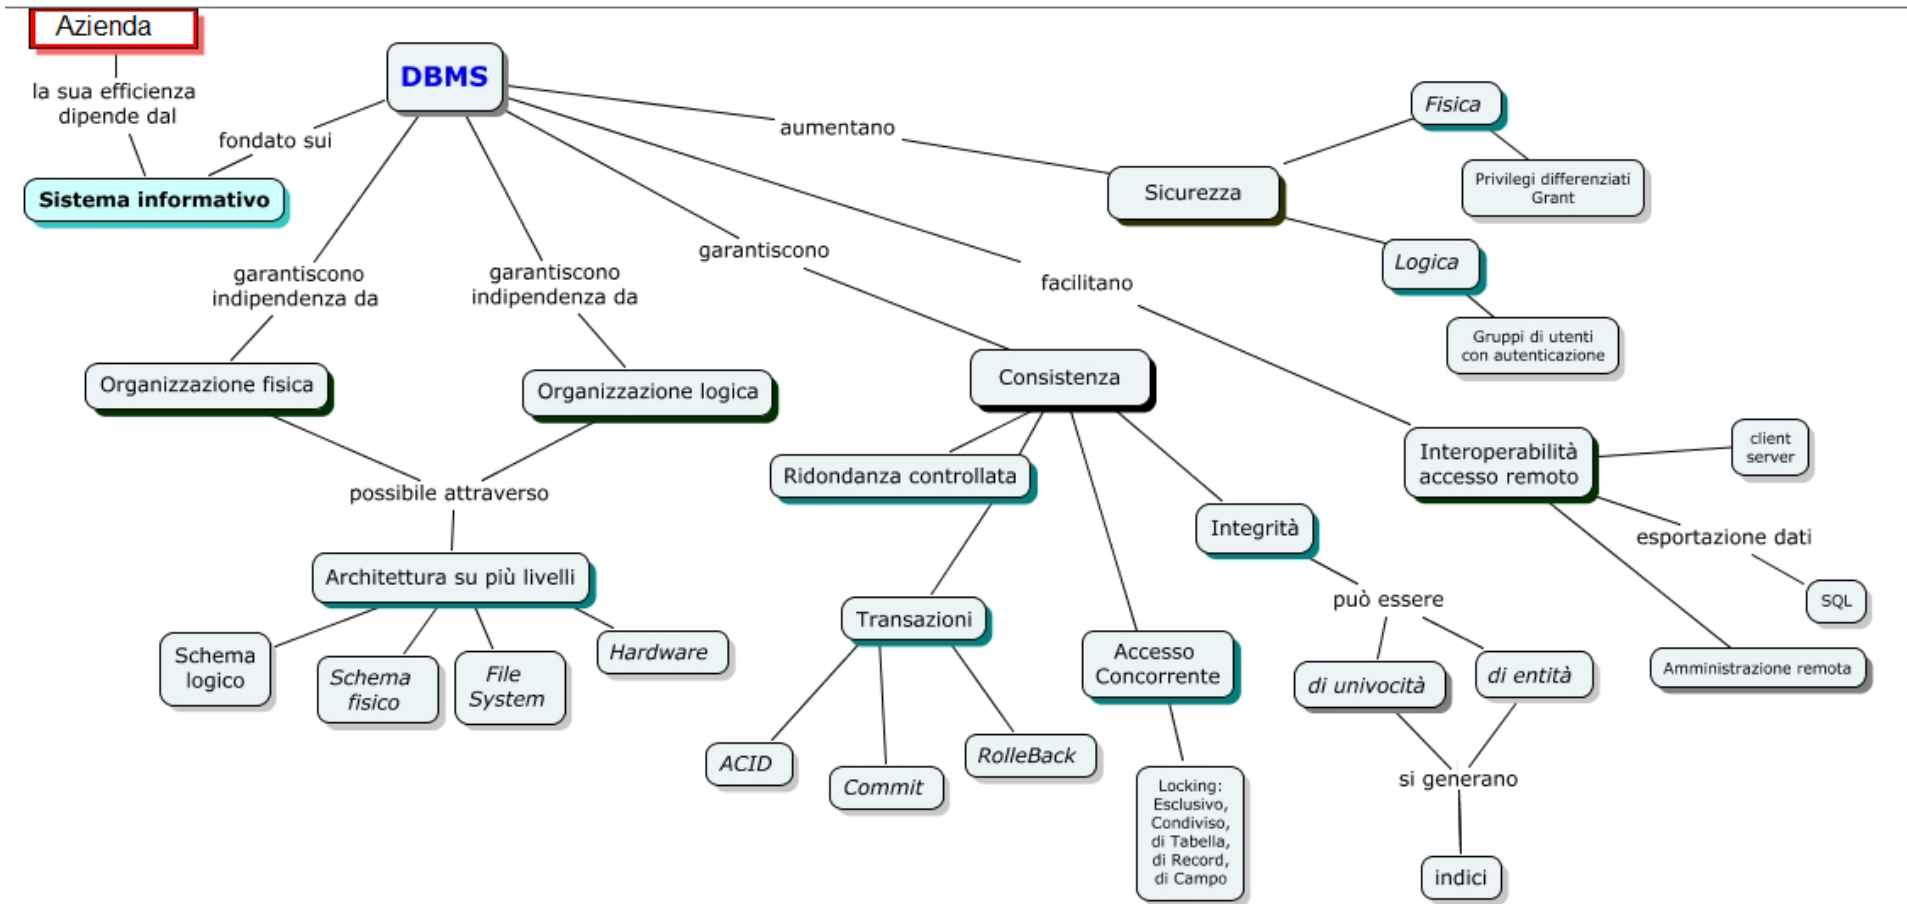 Azienda
la sua efficienza
dipende dal
Sistema informativo
fondato sui
DBMS
garantiscono
indipendenza da
Organizzazione fisica
garantiscono
indipendenza da
Organizzazione logica
possibile attraverso
Architettura su più livelli
Schema
logico
Schema
fisico
File
System
Hardware
garantiscono
Consistenza
Ridondanza controllata
Transazioni
ACID
Commit
RolleBack
Accesso
Concorrente
Locking:
Esclusivo,
Condiviso,
di Tabella,
di Record,
di Campo
Integrità
può essere
di univocità
di entità
si generano
indici
facilitano
Interoperabilità
accesso remoto
client
server
esportazione dati
SQL
Amministrazione remota
aumentano
Sicurezza
Fisica
Privilegi differenziati
Grant
Logica
Gruppi di utenti
con autenticazione